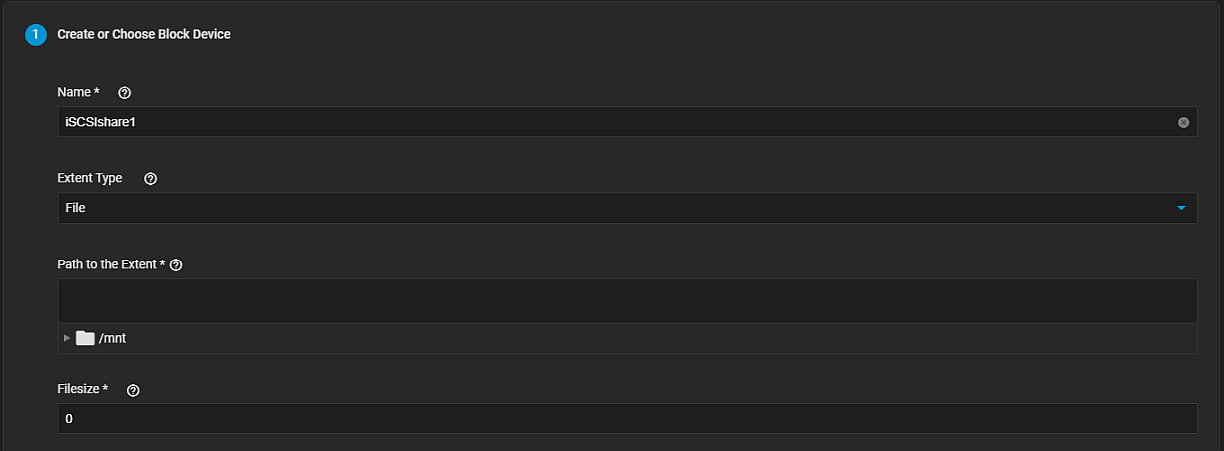 1 Create or Choose Block Device
Name *
iSCSIshare1
Extent Type
File
Path to the Extent *
/mnt
Filesize *
0